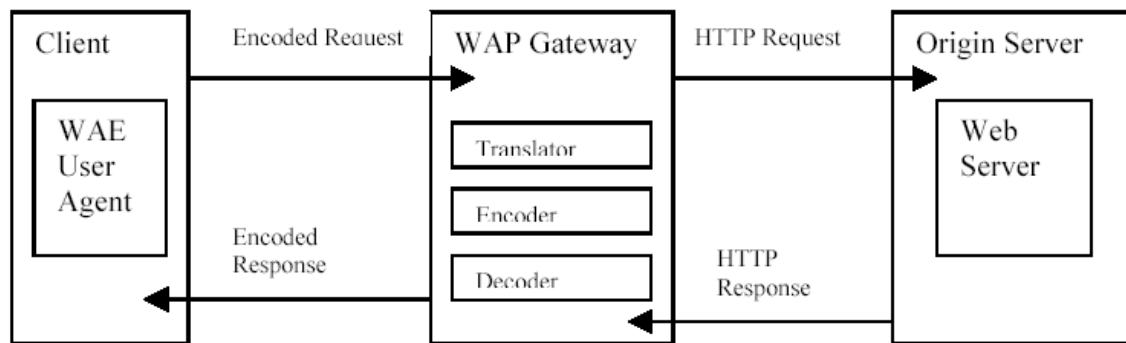 Client
Encoded Request
WAP Gateway
HTTP Request
Origin Server
WAE
User
Agent
Translator
Encoder
Decoder
Web
Server
Encoded
Response
HTTP
Response